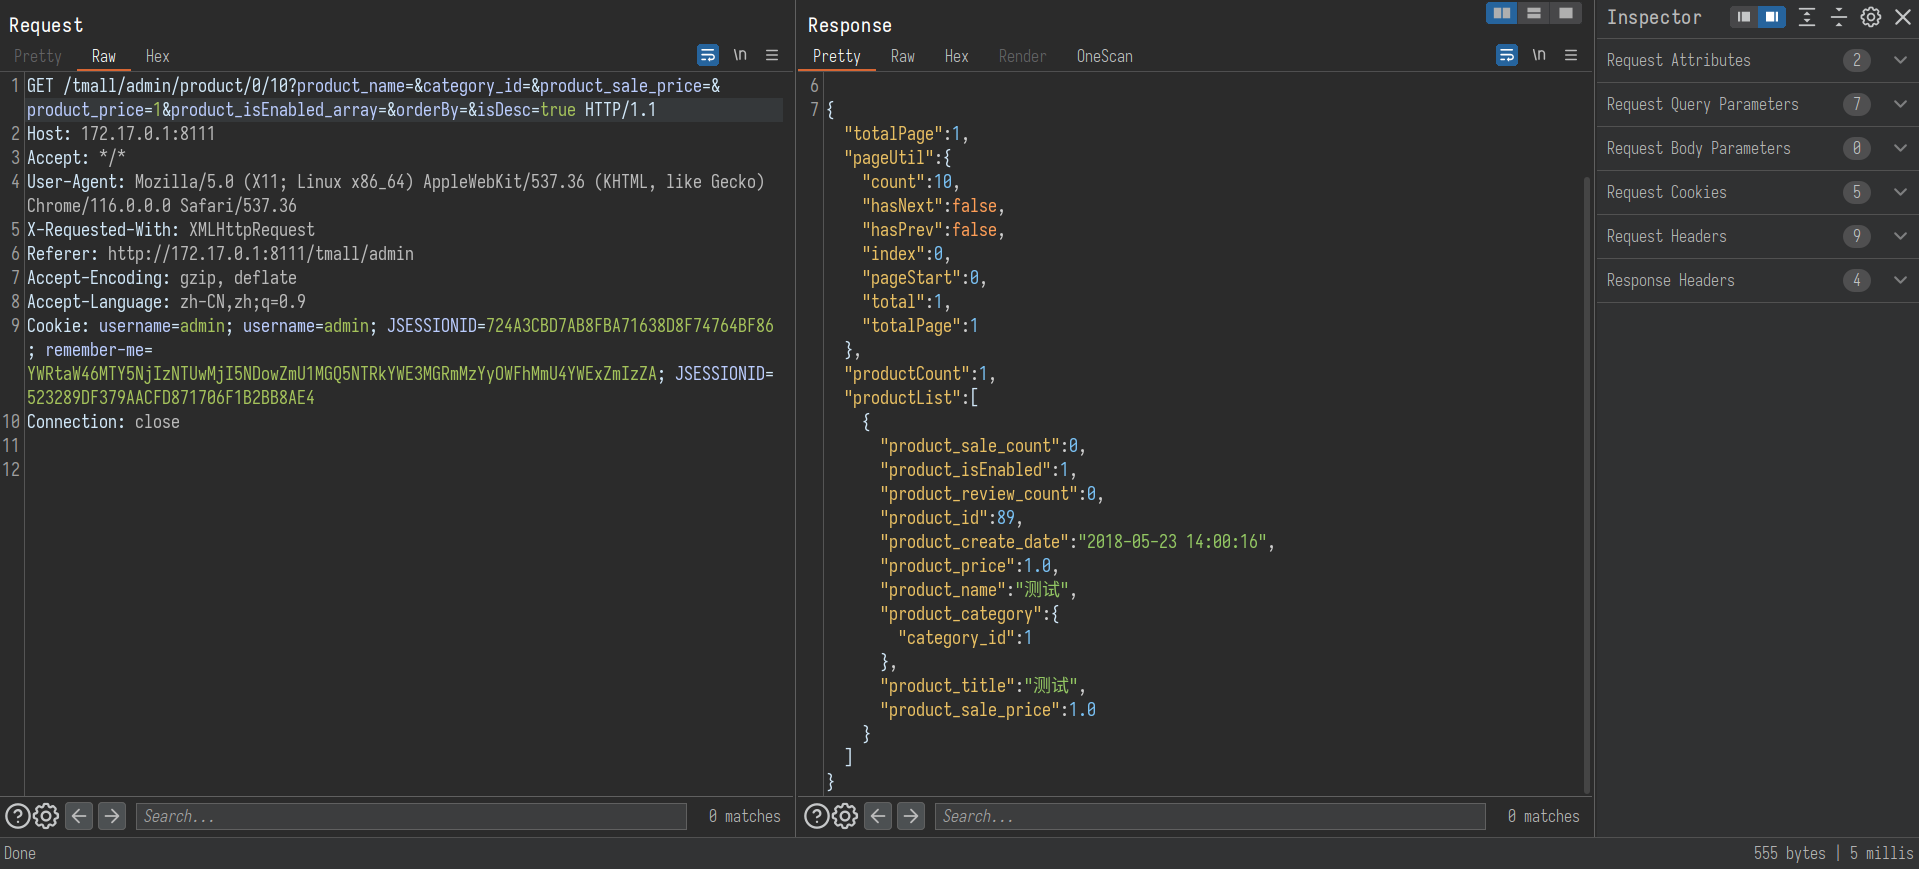 Request
Pretty Raw Hex
\n
1 GET /tmall/admin/product/0/10?product_name=&category_id=&product_sale_price=&
product_price=1&product_isEnabled_array=&orderBy=&isDesc=true HTTP/1.1
2 Host: 172.17.0.1:8111
3 Accept: */*
4 User-Agent: Mozilla/5.0 (X11; Linux x86_64) AppleWebKit/537.36 (KHTML, like Gecko)
Chrome/116.0.0.0 Safari/537.36
5 X-Requested-With: XMLHttpRequest
6 Referer: http://172.17.0.1:8111/tmall/admin
7 Accept-Encoding: gzip, deflate
8 Accept-Language: zh-CN,zh;q=0.9
9 Cookie: username=admin; username=admin; JSESSIONID=724A3CBD7AB8FBA71638D8F74764BF86
; remember-me=
YWRtaW46MTY5NjIzNTUwMjI5NDowZmU1MGQ5NTRkYWE3MGRmMzYyOWFhMmU4YWExZmIzZA; JSESSIONID=
523289DF379AACFD871706F1B2BB8AE4
10 Connection: close
11
12
Search...
0 matches
Response
Pretty Raw Hex Render OneScan
\n
6
7 {
"totalPage":1,
"pageUtil":{
"count":10,
"hasNext":false,
"hasPrev":false,
"index":0,
"pageStart":0,
"total":1,
"totalPage":1
},
"productCount":1,
"productList":[
{
"product_sale_count":0,
"product_isEnabled":1,
"product_review_count":0,
"product_id":89,
"product_create_date":"2018-05-23 14:00:16",
"product_price":1.0,
"product_name":"测试",
"product_category":{
"category_id":1
},
"product_title":"测试",
"product_sale_price":1.0
}
]
}
Search...
0 matches
Inspector
Request Attributes 2
Request Query Parameters 7
Request Body Parameters 0
Request Cookies 5
Request Headers 9
Response Headers 4
Done
555 bytes | 5 millis